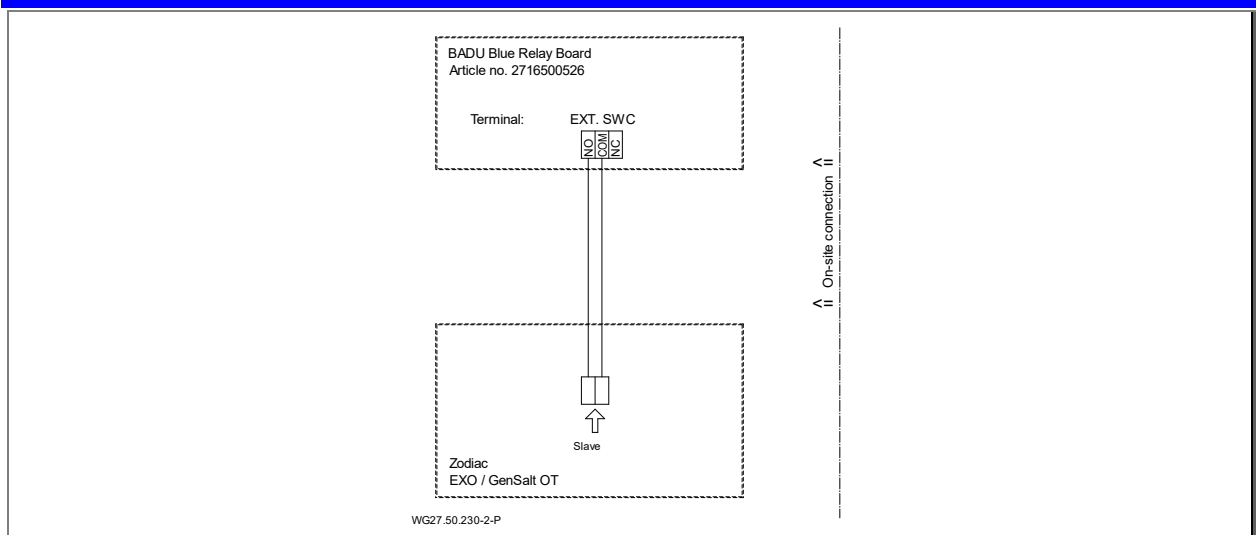 BADU Blue Relay Board
Article no. 2716500526
Terminal: EXT. SWC
NO COM NC
<= On-site connection =>
Slave
Zodiac
EXO / GenSalt OT
WG27.50.230-2-P